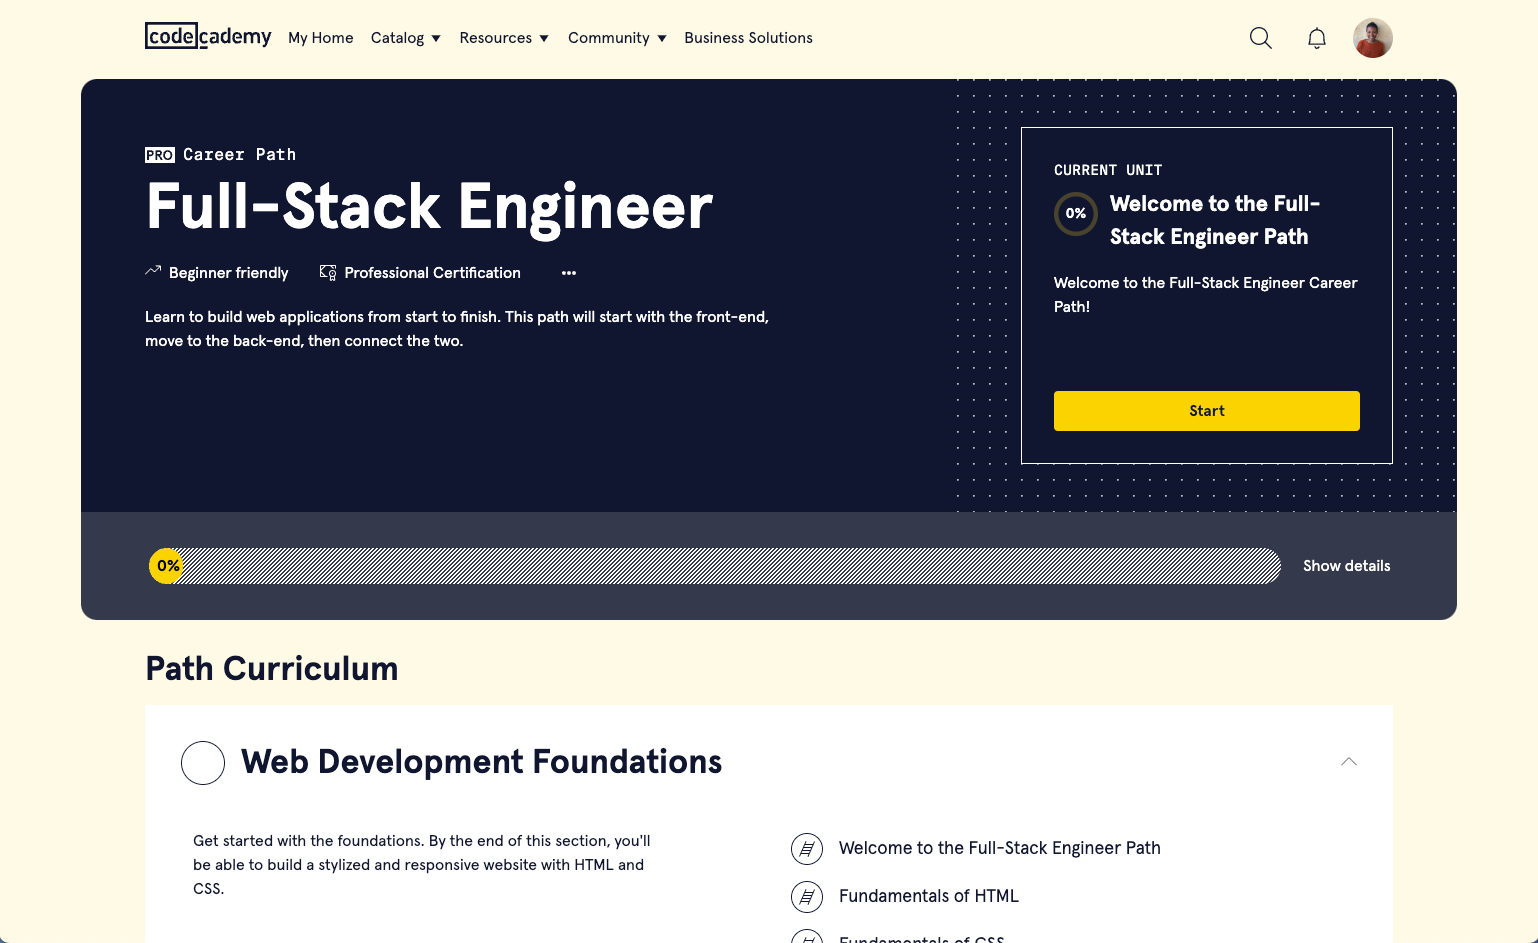 codecademy
My Home
Catalog
Resources
Community
Business Solutions
PRO Career Path
Full-Stack Engineer
Beginner friendly
Professional Certification
•••
Learn to build web applications from start to finish. This path will start with the front-end,
move to the back-end, then connect the two.
CURRENT UNIT
0%
Welcome to the Full-
Stack Engineer Path
Welcome to the Full-Stack Engineer Career
Path!
Start
0%
Show details
Path Curriculum
Web Development Foundations
Get started with the foundations. By the end of this section, you'll
be able to build a stylized and responsive website with HTML and
CSS.
Welcome to the Full-Stack Engineer Path
Fundamentals of HTML
Fundamentals of CSS